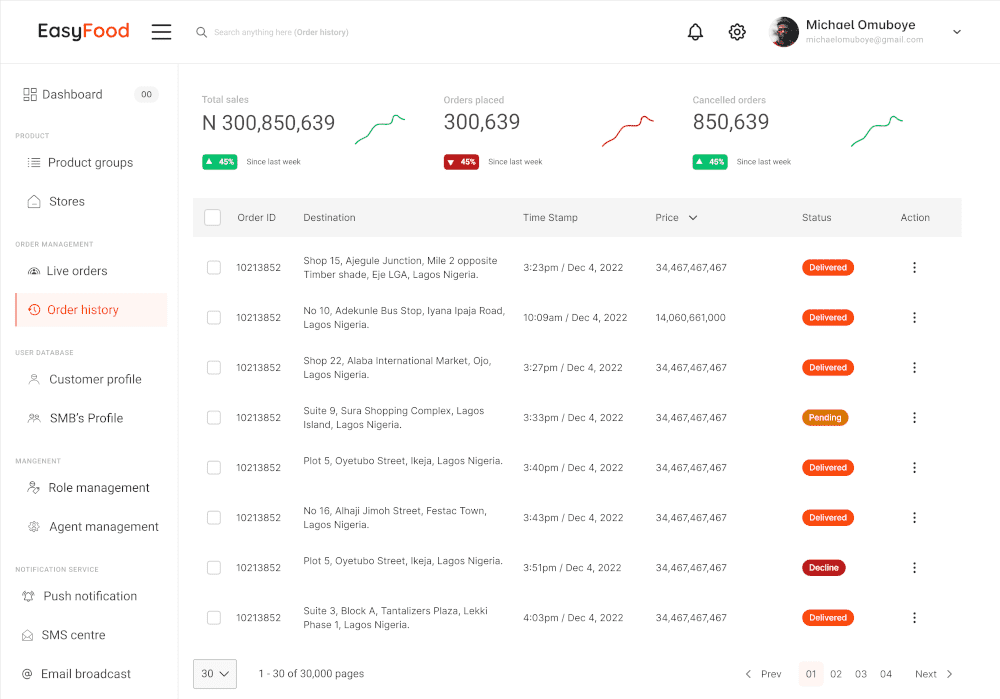 EasyFood
Search anything here (Order history)
Michael Omuboye
michaelomuboye@gmail.com
Dashboard 00
PRODUCT
Product groups
Stores
ORDER MANAGEMENT
Live orders
Order history
USER DATABASE
Customer profile
SMB's Profile
MANGEMENT
Role management
Agent management
NOTIFICATION SERVICE
Push notification
SMS centre
@ Email broadcast
Total sales
N 300,850,639
45% Since last week
Orders placed
300,639
45% Since last week
Cancelled orders
850,639
45% Since last week
Order ID Destination Time Stamp Price Status Action
10213852 Shop 15, Ajegule Junction, Mile 2 opposite
Timber shade, Eje LGA, Lagos Nigeria. 3:23pm / Dec 4, 2022 34,467,467,467 Delivered
10213852 No 10, Adekunle Bus Stop, Iyana Ipaja Road,
Lagos Nigeria. 10:09am / Dec 4, 2022 14,060,661,000 Delivered
10213852 Shop 22, Alaba International Market, Ojo,
Lagos Nigeria. 3:27pm / Dec 4, 2022 34,467,467,467 Delivered
10213852 Suite 9, Sura Shopping Complex, Lagos
Island, Lagos Nigeria. 3:33pm / Dec 4, 2022 34,467,467,467 Pending
10213852 Plot 5, Oyetubo Street, Ikeja, Lagos Nigeria. 3:40pm / Dec 4, 2022 34,467,467,467 Delivered
10213852 No 16, Alhaji Jimoh Street, Festac Town,
Lagos Nigeria. 3:43pm / Dec 4, 2022 34,467,467,467 Delivered
10213852 Plot 5, Oyetubo Street, Ikeja, Lagos Nigeria. 3:51pm / Dec 4, 2022 34,467,467,467 Decline
10213852 Suite 3, Block A, Tantalizers Plaza, Lekki
Phase 1, Lagos Nigeria. 4:03pm / Dec 4, 2022 34,467,467,467 Delivered
30 1 - 30 of 30,000 pages Prev 01 02 03 04 Next